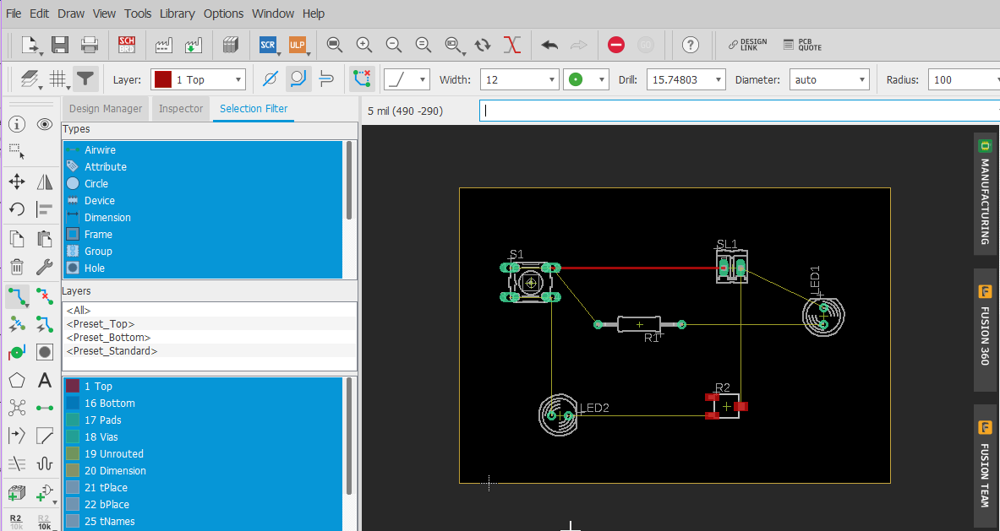 File Edit Draw View Tools Library Options Window Help
SCH
BRD
SCR
ULP
GO
DESIGN
LINK
PCB
QUOTE
Layer: 1 Top
Width: 12
Drill: 15.74803
Diameter: auto
Radius: 100
Design Manager
Inspector
Selection Filter
5 mil (490 -290)
Types
Airwire
Attribute
Circle
Device
Dimension
Frame
Group
Hole
Layers
<All>
<Preset_Top>
<Preset_Bottom>
<Preset_Standard>
1 Top
16 Bottom
17 Pads
18 Vias
19 Unrouted
20 Dimension
21 tPlace
22 bPlace
25 tNames
R2
10k
R2
10k
S1
SL1
LED1
R1
R2
LED2
MANUFACTURING
FUSION 360
FUSION TEAM